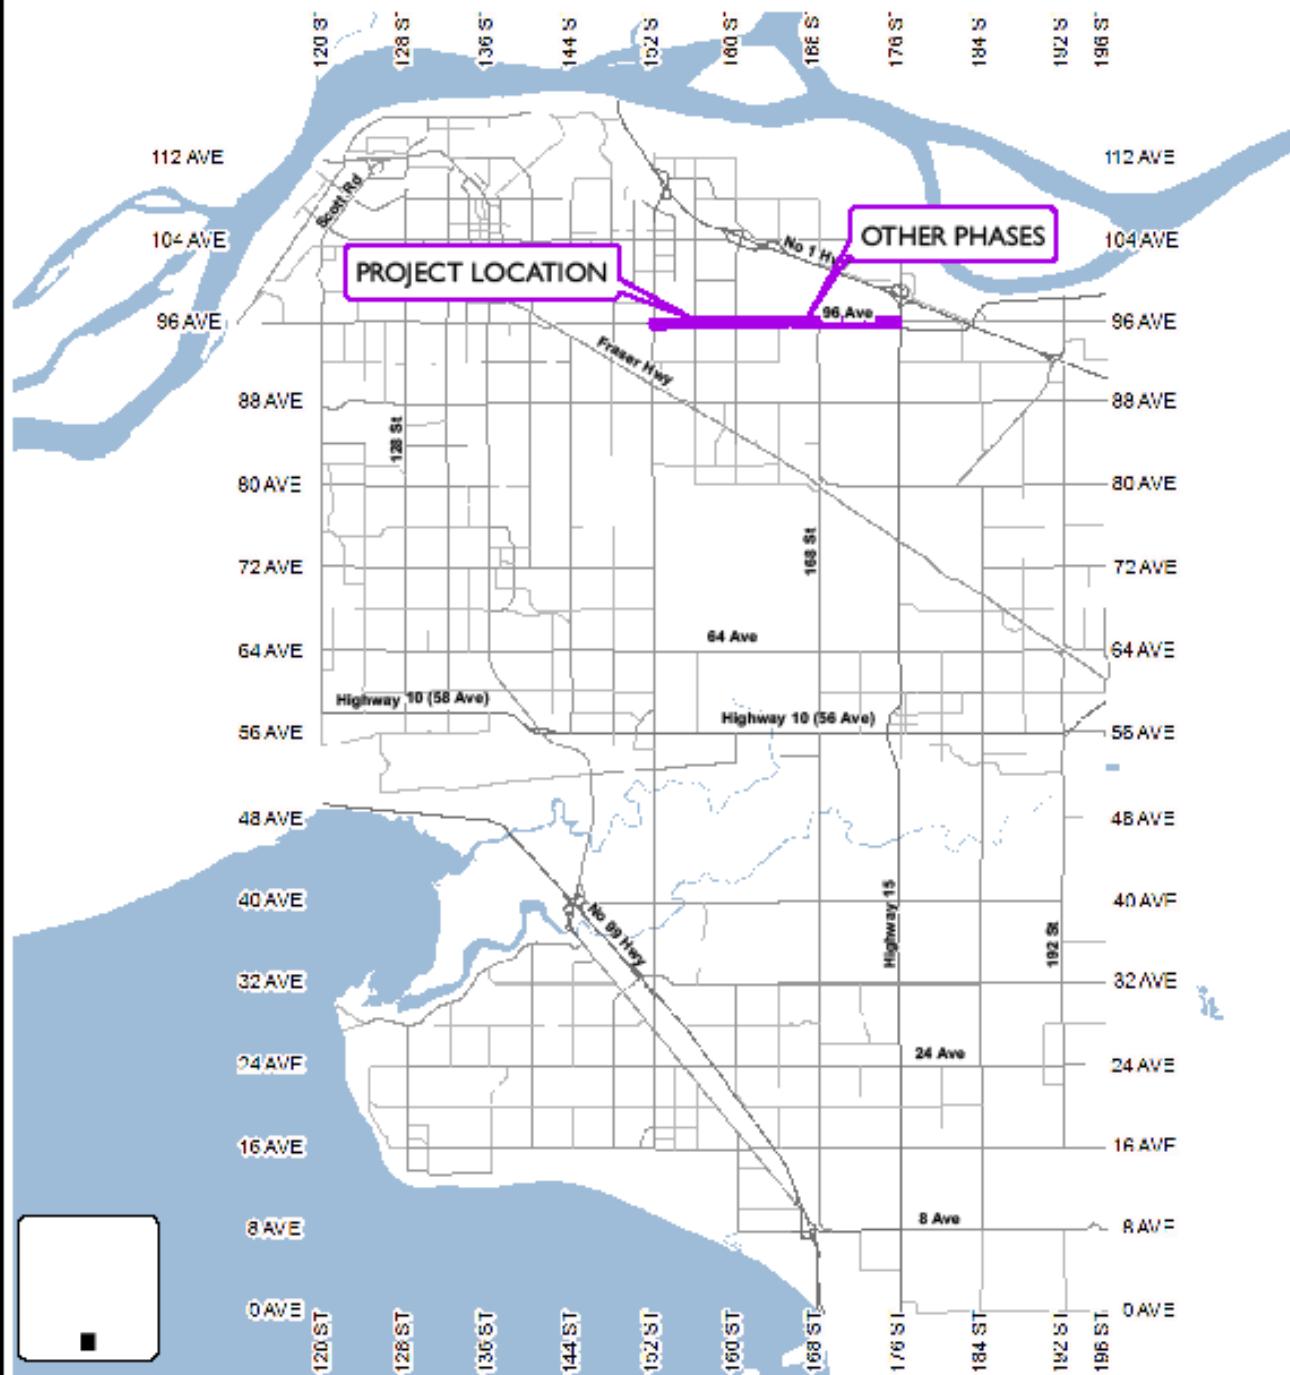 120 ST
128 ST
136 ST
144 ST
152 ST
160 ST
168 ST
176 ST
184 ST
192 ST
196 ST
112 AVE
112 AVE
Scott Rd
104 AVE
No 1 Hwy
OTHER PHASES
104 AVE
PROJECT LOCATION
96 AVE
96 Ave
96 AVE
Fraser Hwy
88 AVE
88 AVE
128 St
80 AVE
80 AVE
168 St
72 AVE
72 AVE
64 Ave
64 AVE
64 AVE
Highway 10 (58 Ave)
Highway 10 (56 Ave)
56 AVE
56 AVE
48 AVE
48 AVE
40 AVE
Highway 15
40 AVE
No 99 Hwy
192 St
32 AVE
32 AVE
24 Ave
24 AVE
24 AVE
16 AVE
16 AVE
8 Ave
8 AVE
8 AVE
0 AVE
0 AVE
120 ST
128 ST
136 ST
144 ST
152 ST
160 ST
168 ST
176 ST
184 ST
192 ST
196 ST